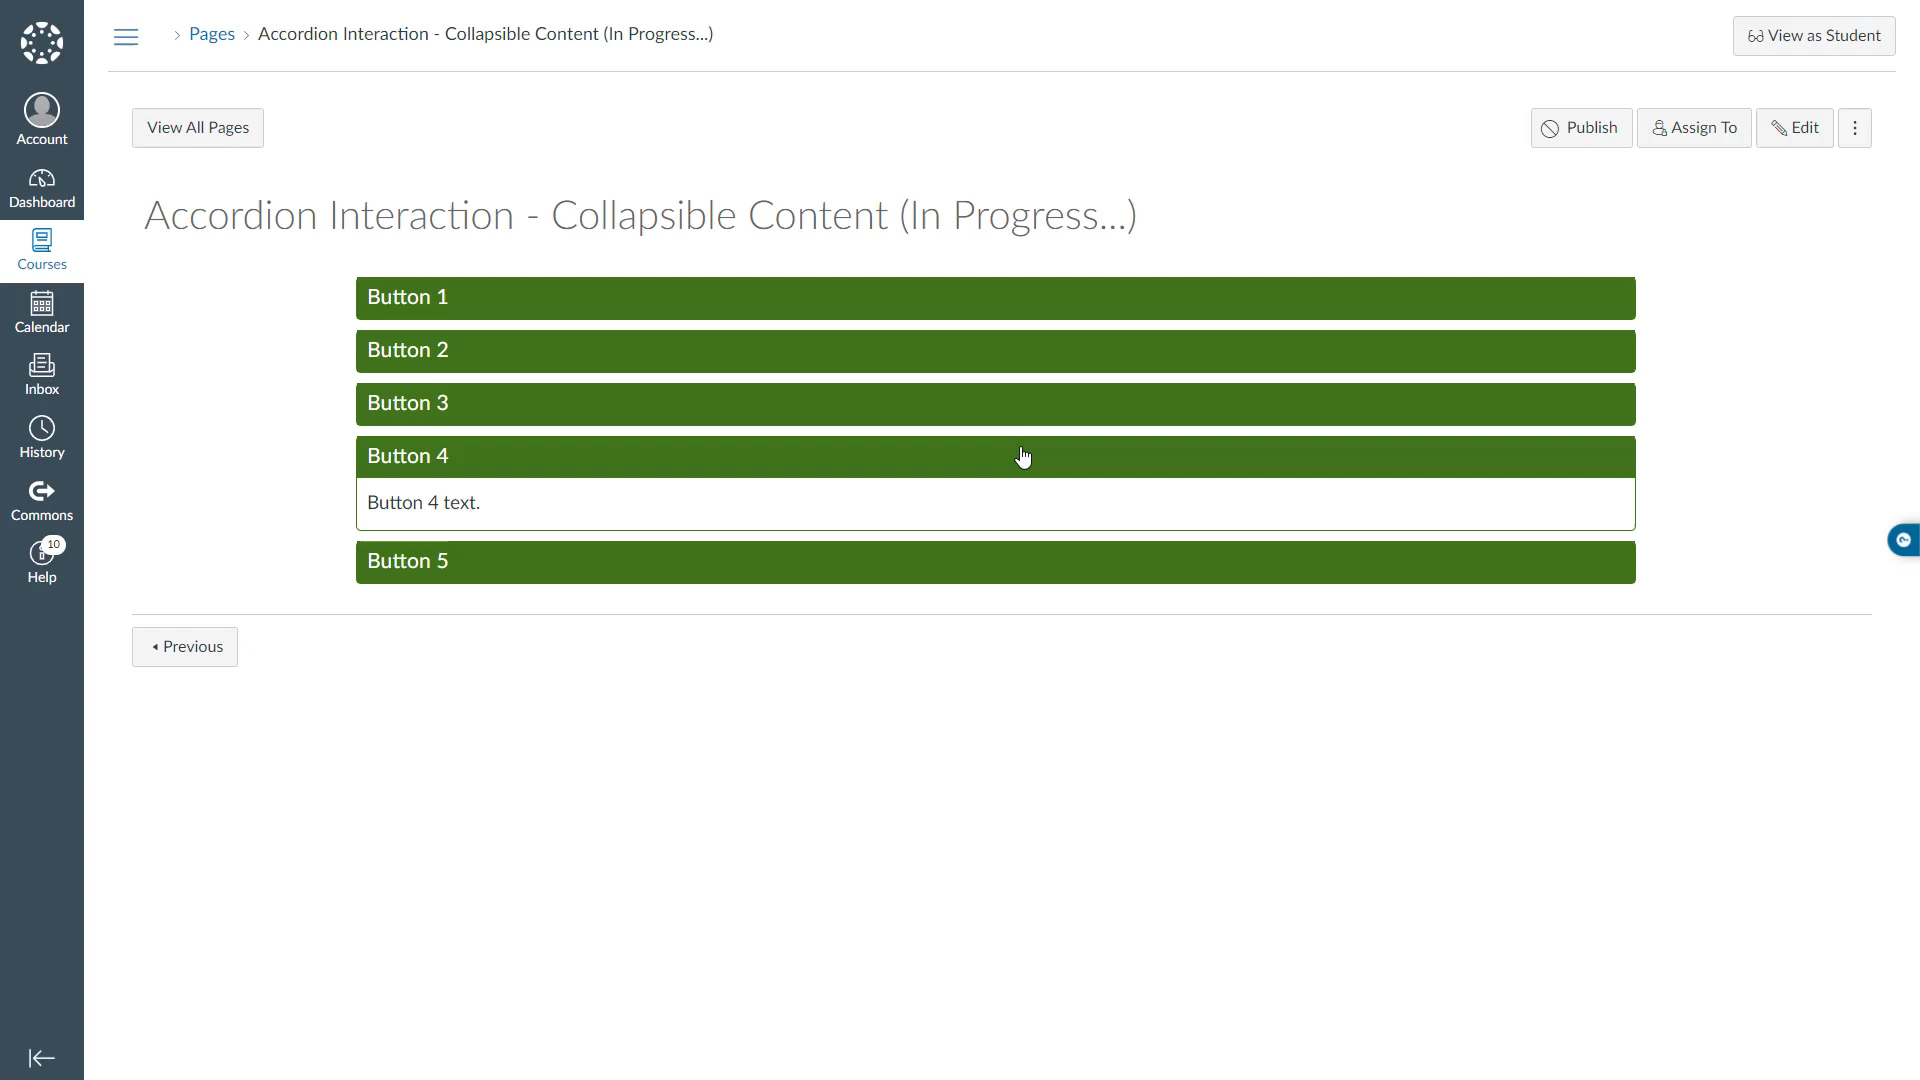 Pages
Accordion Interaction - Collapsible Content (In Progress...)
View as Student
Account
Dashboard
Courses
Calendar
Inbox
History
Commons
10
Help
View All Pages
Publish
Assign To
Edit
Accordion Interaction - Collapsible Content (In Progress...)
Button 1
Button 2
Button 3
Button 4
Button 4 text.
Button 5
Previous